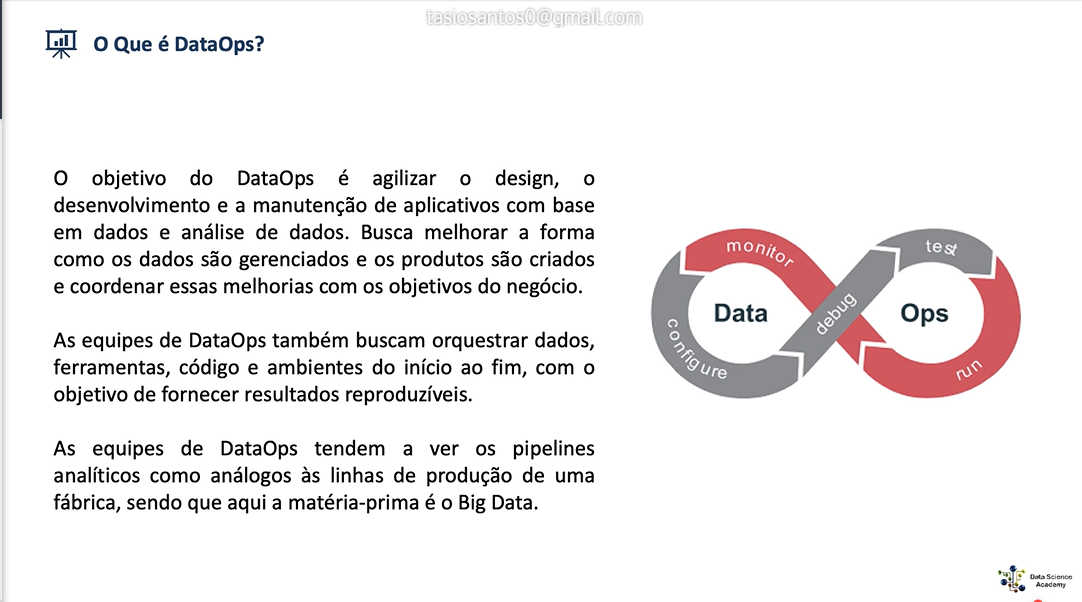 tasiosantos0@gmail.com
O Que é DataOps?
O objetivo do DataOps é agilizar o design, o
desenvolvimento e a manutenção de aplicativos com base
em dados e análise de dados. Busca melhorar a forma
como os dados são gerenciados e os produtos são criados
e coordenar essas melhorias com os objetivos do negócio.
As equipes de DataOps também buscam orquestrar dados,
ferramentas, código e ambientes do início ao fim, com o
objetivo de fornecer resultados reproduzíveis.
As equipes de DataOps tendem a ver os pipelines
analíticos como análogos às linhas de produção de uma
fábrica, sendo que aqui a matéria-prima é o Big Data.
monitor
test
Data
debug
Ops
configure
run
Data Science
Academy